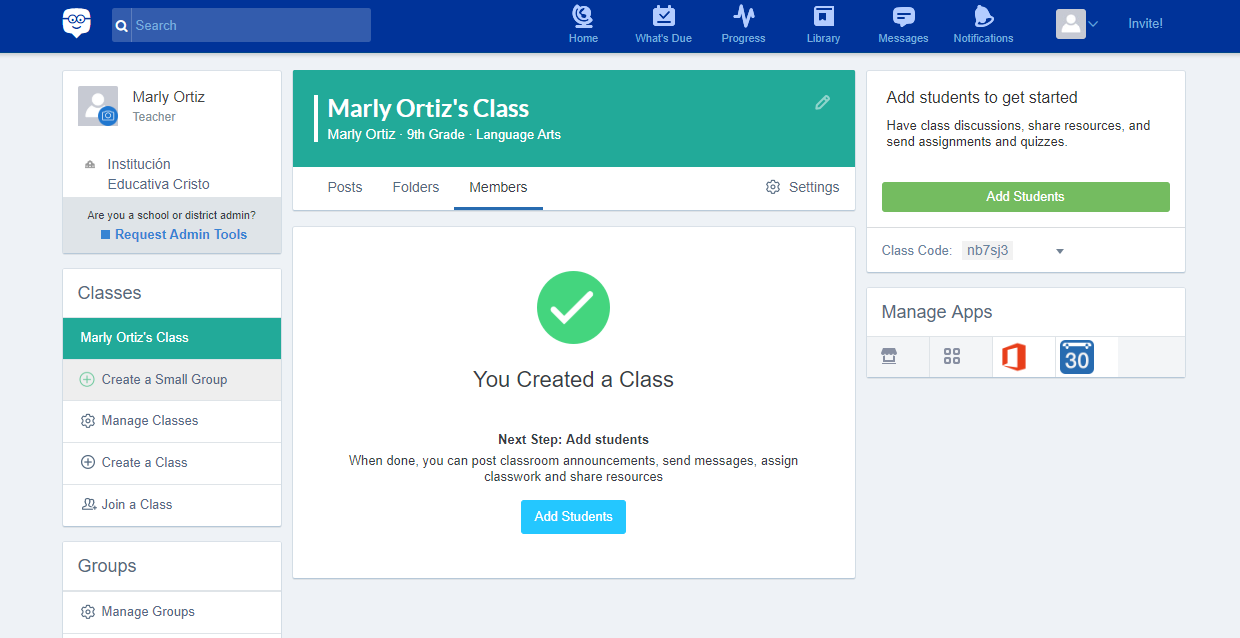 Search
Home
What's Due
Progress
Library
Messages
Notifications
Invite!
Marly Ortiz
Teacher
Institución
Educativa Cristo
Are you a school or district admin?
Request Admin Tools
Classes
Marly Ortiz's Class
Create a Small Group
Manage Classes
Create a Class
Join a Class
Groups
Manage Groups
Marly Ortiz's Class
Marly Ortiz · 9th Grade · Language Arts
Posts
Folders
Members
Settings
You Created a Class
Next Step: Add students
When done, you can post classroom announcements, send messages, assign
classwork and share resources
Add Students
Add students to get started
Have class discussions, share resources, and
send assignments and quizzes.
Add Students
Class Code: nb7sj3
Manage Apps
30